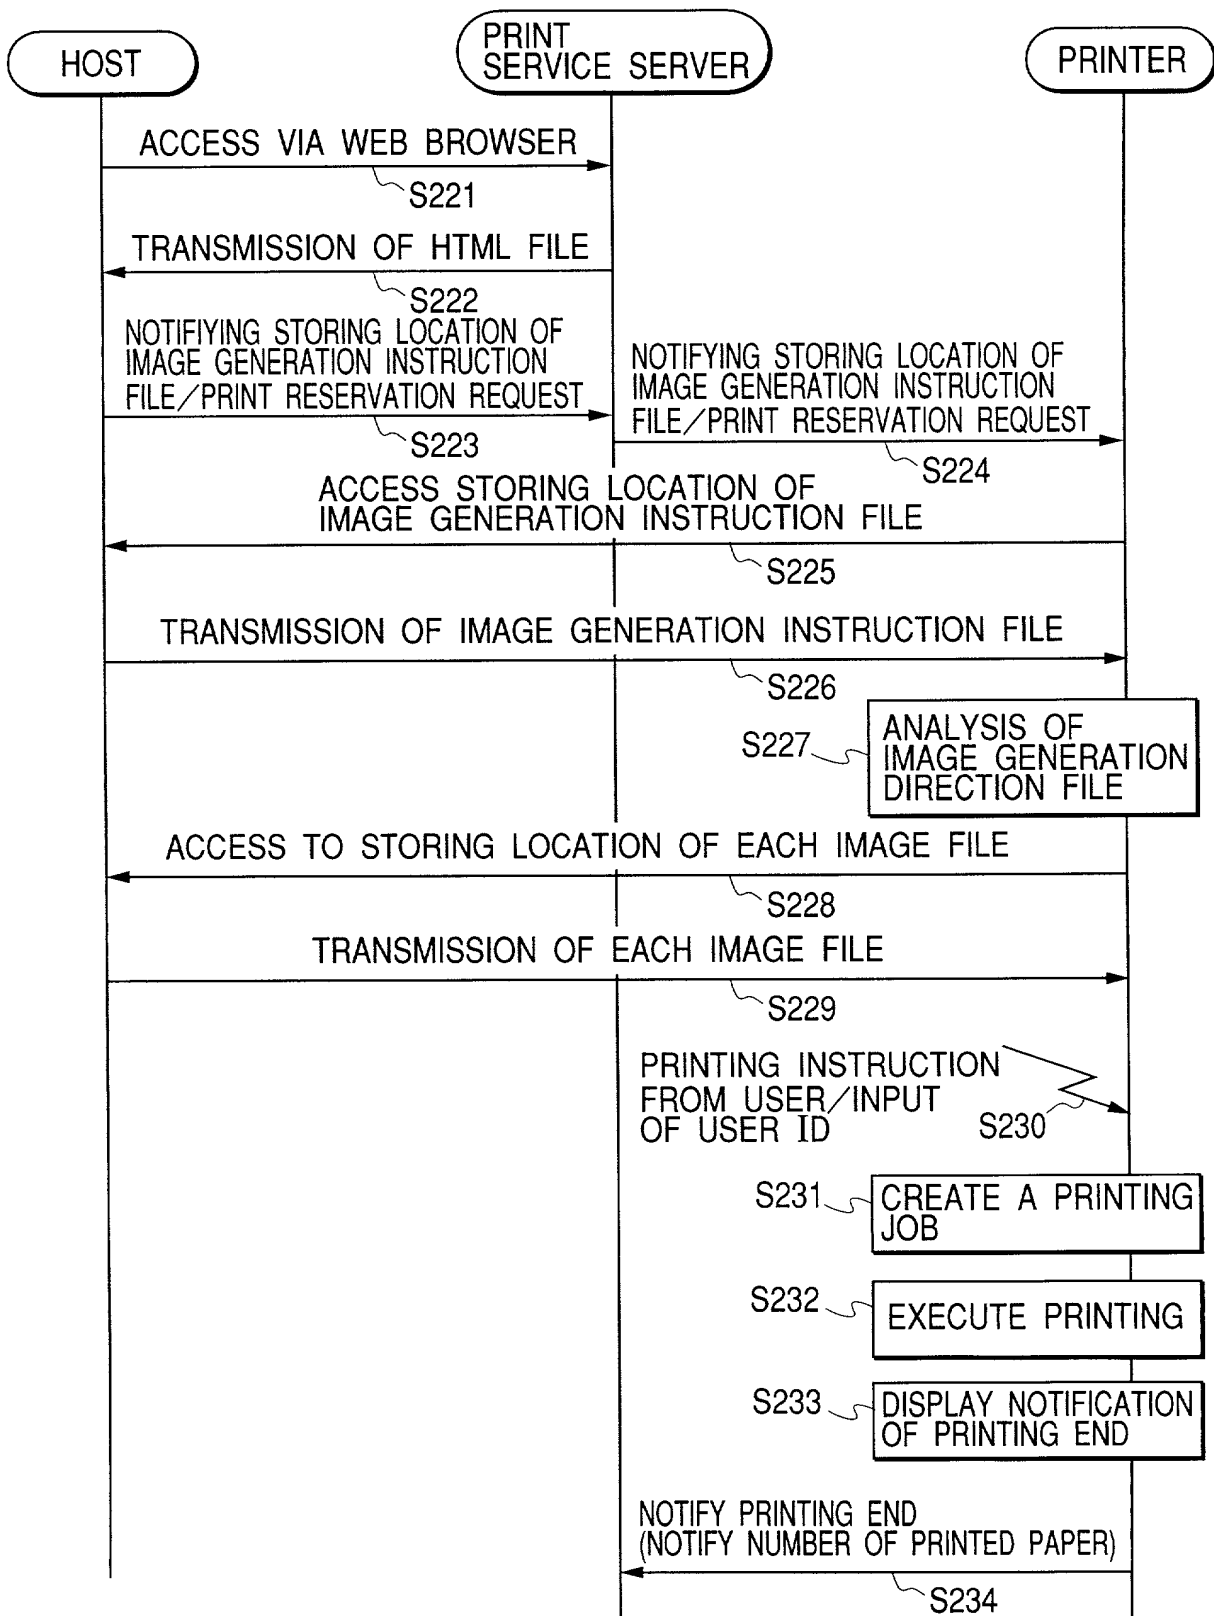 HOST
PRINT
SERVICE SERVER
PRINTER
ACCESS VIA WEB BROWSER
S221
TRANSMISSION OF HTML FILE
S222
NOTIFIYING STORING LOCATION OF
IMAGE GENERATION INSTRUCTION
FILE/PRINT RESERVATION REQUEST
S223
NOTIFYING STORING LOCATION OF
IMAGE GENERATION INSTRUCTION
FILE/PRINT RESERVATION REQUEST
S224
ACCESS STORING LOCATION OF
IMAGE GENERATION INSTRUCTION FILE
S225
TRANSMISSION OF IMAGE GENERATION INSTRUCTION FILE
S226
S227
ANALYSIS OF
IMAGE GENERATION
DIRECTION FILE
ACCESS TO STORING LOCATION OF EACH IMAGE FILE
S228
TRANSMISSION OF EACH IMAGE FILE
S229
PRINTING INSTRUCTION
FROM USER/INPUT
OF USER ID
S230
S231
CREATE A PRINTING
JOB
S232
EXECUTE PRINTING
S233
DISPLAY NOTIFICATION
OF PRINTING END
NOTIFY PRINTING END
(NOTIFY NUMBER OF PRINTED PAPER)
S234